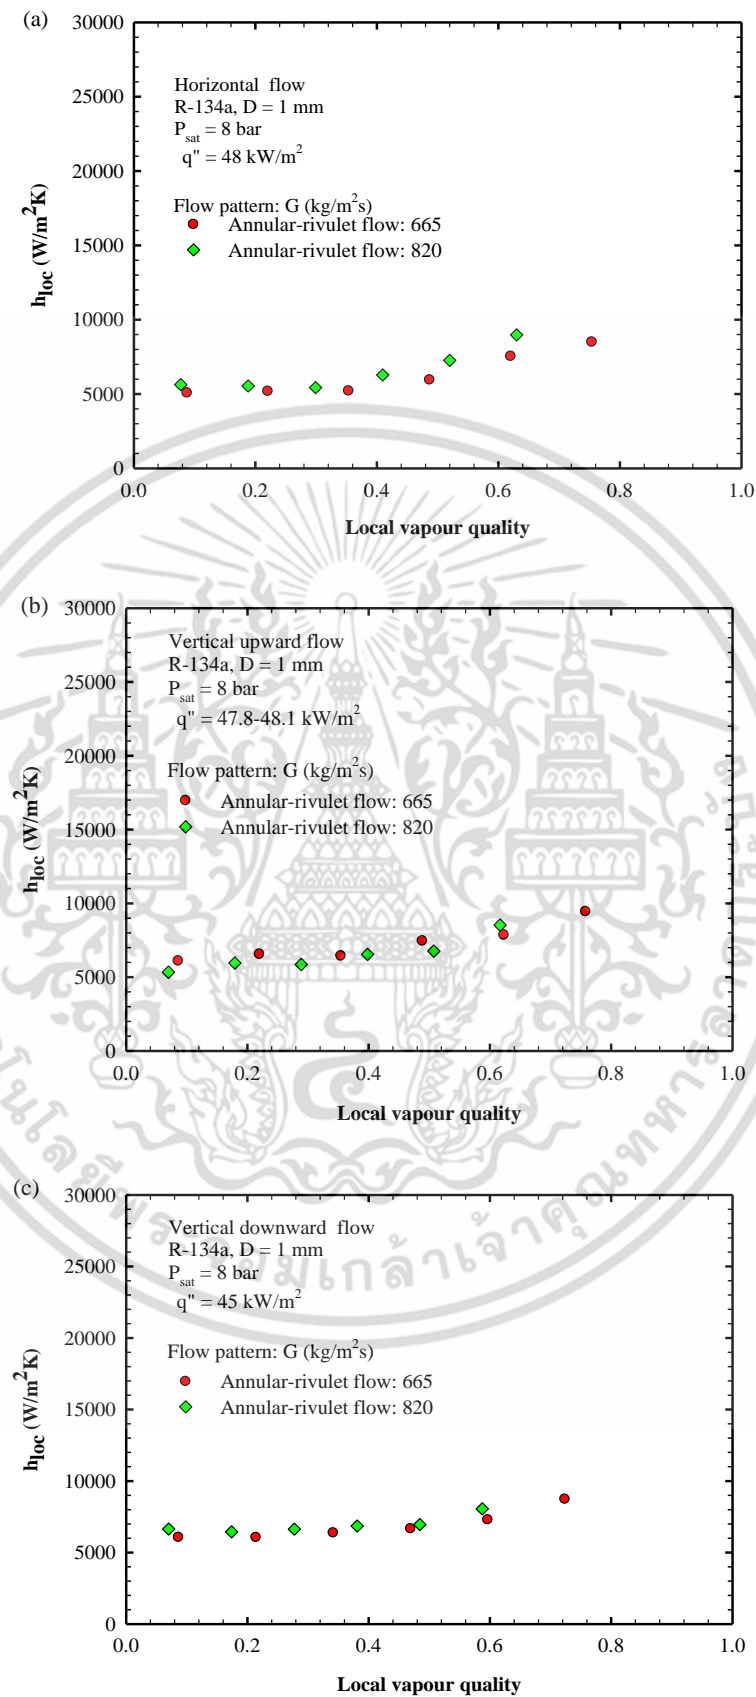 (a)
30000
25000
20000
15000
10000
5000
0
h_loc (W/m²K)
Horizontal flow
R-134a, D = 1 mm
P_sat = 8 bar
q" = 48 kW/m²
Flow pattern: G (kg/m²s)
Annular-rivulet flow: 665
Annular-rivulet flow: 820
0.0 0.2 0.4 0.6 0.8 1.0
Local vapour quality
(b)
30000
25000
20000
15000
10000
5000
0
h_loc (W/m²K)
Vertical upward flow
R-134a, D = 1 mm
P_sat = 8 bar
q" = 47.8-48.1 kW/m²
Flow pattern: G (kg/m²s)
Annular-rivulet flow: 665
Annular-rivulet flow: 820
0.0 0.2 0.4 0.6 0.8 1.0
Local vapour quality
(c)
30000
25000
20000
15000
10000
5000
0
h_loc (W/m²K)
Vertical downward flow
R-134a, D = 1 mm
P_sat = 8 bar
q" = 45 kW/m²
Flow pattern: G (kg/m²s)
Annular-rivulet flow: 665
Annular-rivulet flow: 820
0.0 0.2 0.4 0.6 0.8 1.0
Local vapour quality